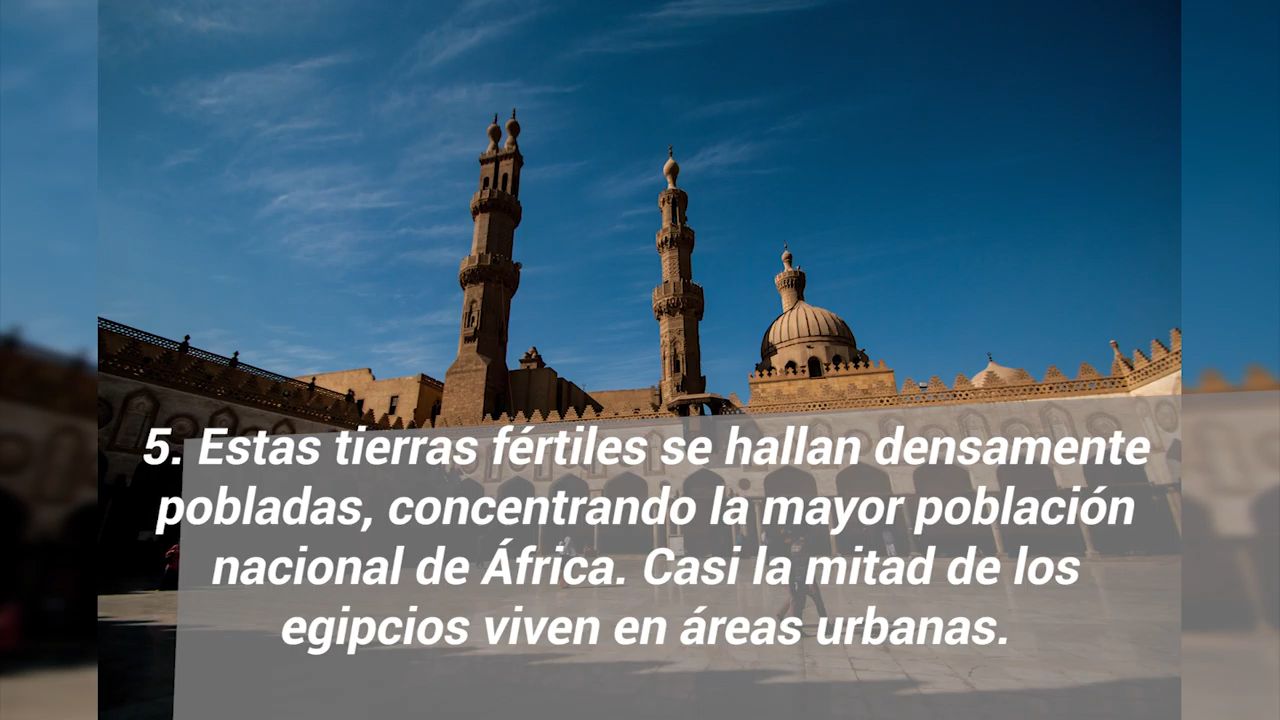 5. Estas tierras fértiles se hallan densamente
pobladas, concentrando la mayor población
nacional de África. Casi la mitad de los
egipcios viven en áreas urbanas.